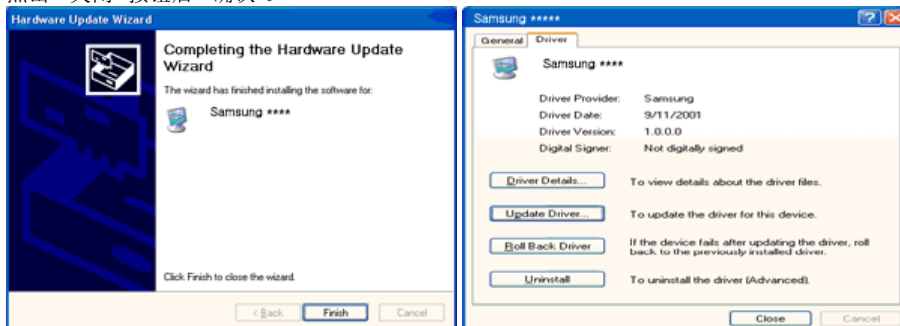 Hardware Update Wizard
Completing the Hardware Update
Wizard
The wizard has finished installing the software for:
Samsung ****
Click Finish to close the wizard.
< Back
Finish
Cancel
Samsung *****
General
Driver
Samsung ****
Driver Provider: Samsung
Driver Date: 9/11/2001
Driver Version: 1.0.0.0
Digital Signer: Not digitally signed
Driver Details... To view details about the driver files.
Update Driver... To update the driver for this device.
Roll Back Driver If the device fails after updating the driver, roll
back to the previously installed driver.
Uninstall To uninstall the driver (Advanced).
Close
Cancel